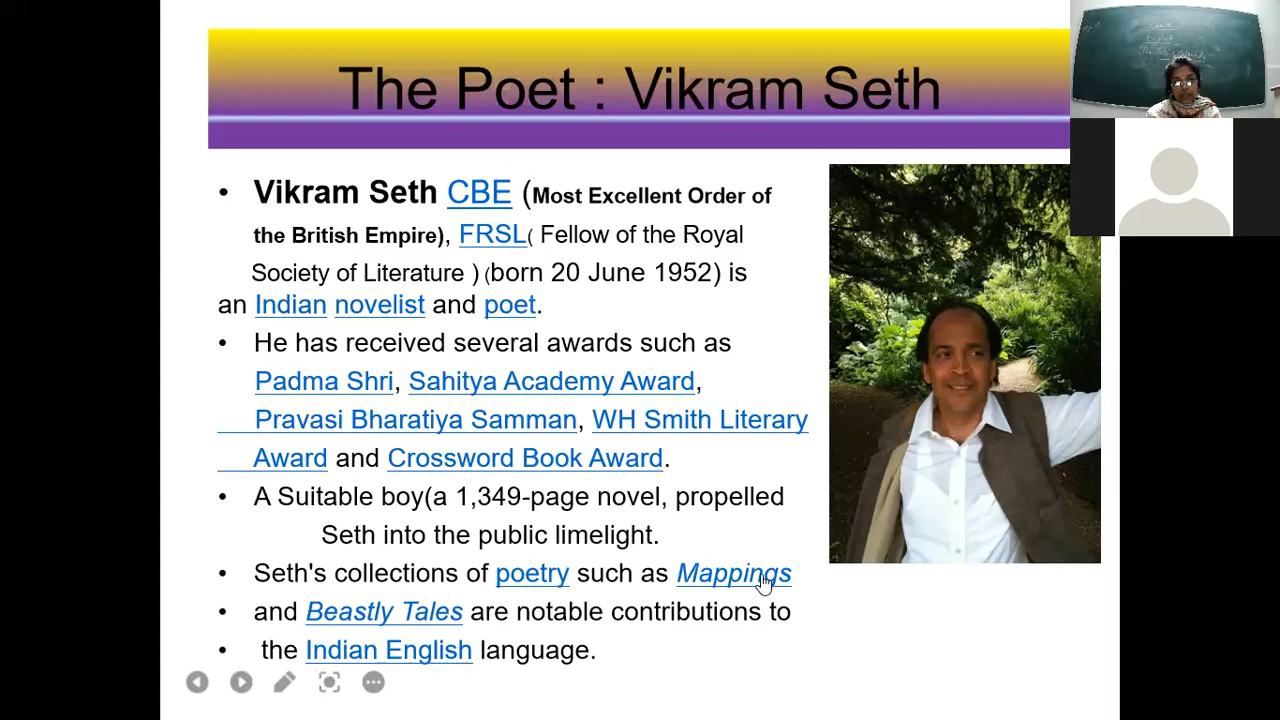 The Poet : Vikram Seth
• Vikram Seth CBE (Most Excellent Order of
the British Empire), FRSL( Fellow of the Royal
Society of Literature ) (born 20 June 1952) is
an Indian novelist and poet.
• He has received several awards such as
Padma Shri, Sahitya Academy Award,
Pravasi Bharatiya Samman, WH Smith Literary
Award and Crossword Book Award.
• A Suitable boy(a 1,349-page novel, propelled
Seth into the public limelight.
• Seth's collections of poetry such as Mappings
• and Beastly Tales are notable contributions to
• the Indian English language.
English